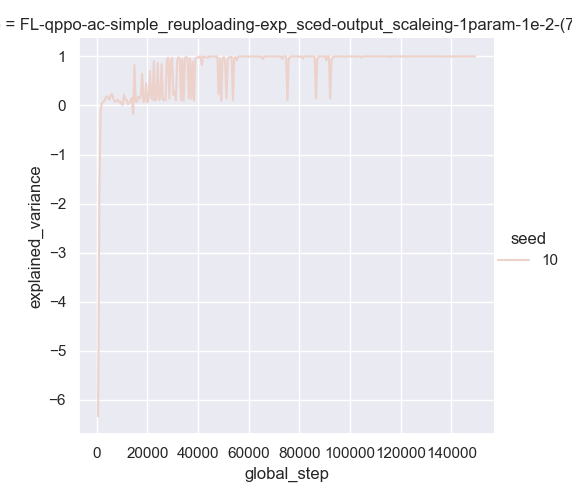 = FL-qppo-ac-simple_reuploading-exp_sced-output_scaleing-1param-1e-2-(7
1
0
−1
−2
−3
−4
−5
−6
explained_variance
0 20000 40000 60000 80000 100000 120000 140000
global_step
seed
10